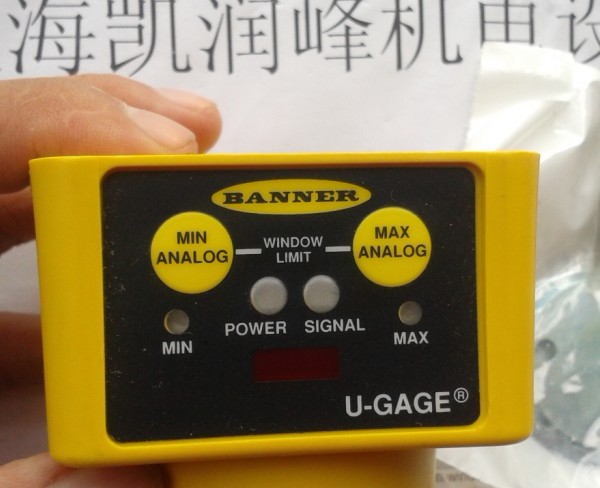 海凯润峰机电设
BANNER
MIN
ANALOG
WINDOW
LIMIT
MAX
ANALOG
POWER
SIGNAL
MIN
MAX
U-GAGE®